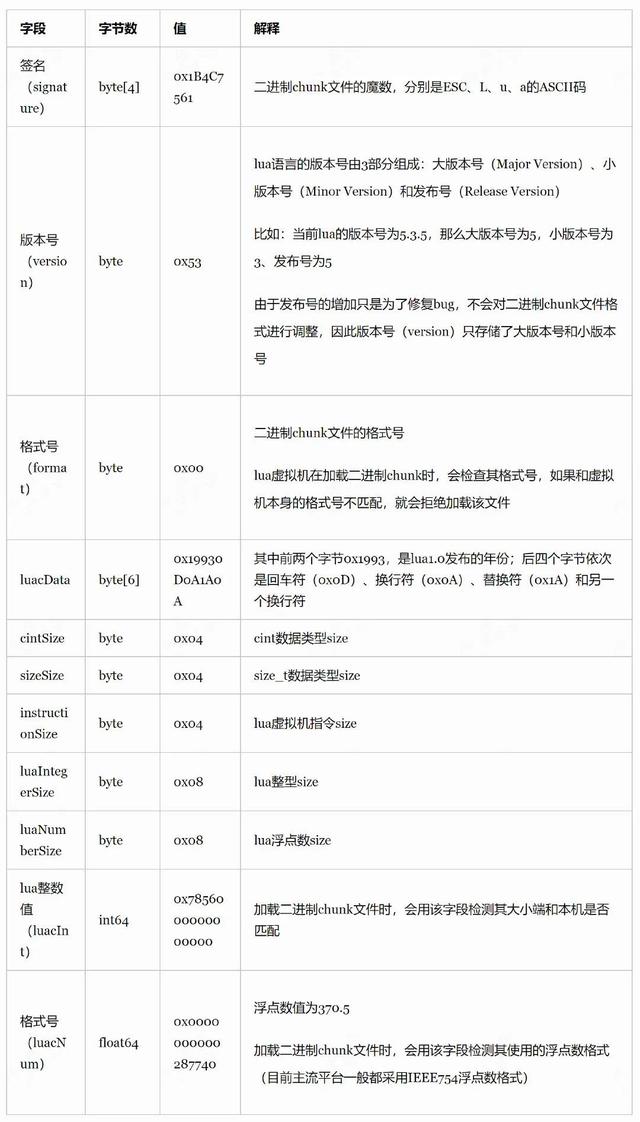 字段 字节数 值 解释
签名
（signat
ure）
byte[4]
0x1B4C7
561
二进制chunk文件的魔数，分别是ESC、L、u、a的ASCII码
版本号
（versio
n）
byte
0x53
lua语言的版本号由3部分组成：大版本号（Major Version）、小
版本号（Minor Version）和发布号（Release Version）
比如：当前lua的版本号为5.3.5，那么大版本号为5，小版本号为
3、发布号为5
由于发布号的增加只是为了修复bug，不会对二进制chunk文件格
式进行调整，因此版本号（version）只存储了大版本号和小版本
号
格式号
（forma
t）
byte
0x00
二进制chunk文件的格式号
lua虚拟机在加载二进制chunk时，会检查其格式号，如果和虚拟
机本身的格式号不匹配，就会拒绝加载该文件
luacData
byte[6]
0x19930
D0A1A0
A
其中前两个字节0x1993，是lua1.0发布的年份；后四个字节依次
是回车符（0x0D）、换行符（0x0A）、替换符（0x1A）和另一
个换行符
cintSize byte 0x04 cint数据类型size
sizeSize byte 0x04 size_t数据类型size
instructi
onSize
byte
0x04
lua虚拟机指令size
luaInteg
erSize
byte
0x08
lua整型size
luaNum
berSize
byte
0x08
lua浮点数size
lua整数
值
（luacIn
t）
int64
0x78560
000000
00000
加载二进制chunk文件时，会用该字段检测其大小端和本机是否
匹配
格式号
（luacN
um）
float64
0x0000
000000
287740
浮点数值为370.5
加载二进制chunk文件时，会用该字段检测其使用的浮点数格式
（目前主流平台一般都采用IEEE754浮点数格式）